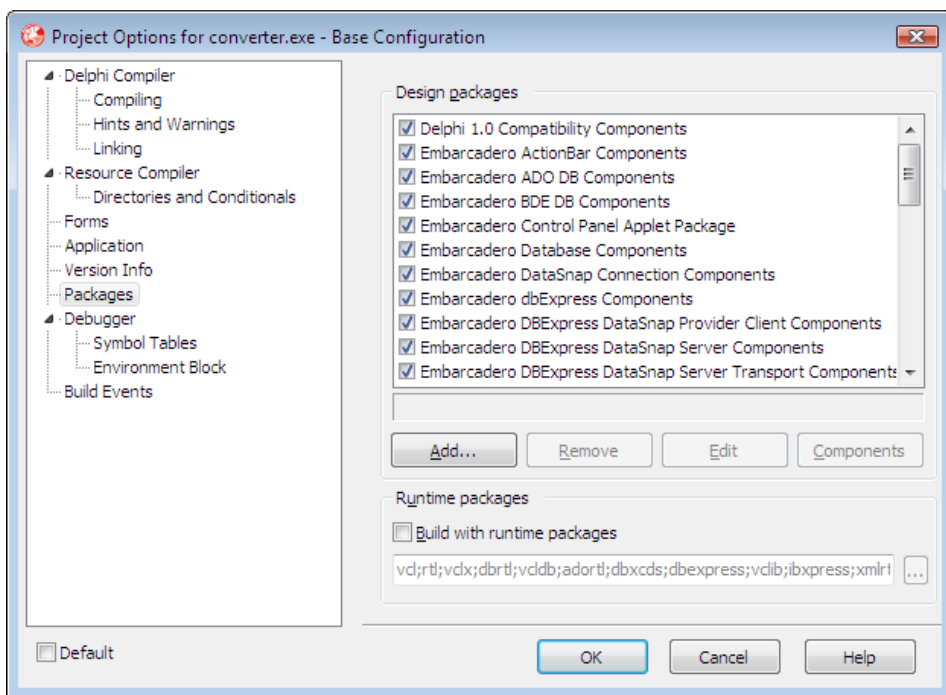 Project Options for converter.exe - Base Configuration
Delphi Compiler
Compiling
Hints and Warnings
Linking
Resource Compiler
Directories and Conditionals
Forms
Application
Version Info
Packages
Debugger
Symbol Tables
Environment Block
Build Events
Default
Design packages
Delphi 1.0 Compatibility Components
Embarcadero ActionBar Components
Embarcadero ADO DB Components
Embarcadero BDE DB Components
Embarcadero Control Panel Applet Package
Embarcadero Database Components
Embarcadero DataSnap Connection Components
Embarcadero dbExpress Components
Embarcadero DBExpress DataSnap Provider Client Components
Embarcadero DBExpress DataSnap Server Components
Embarcadero DBExpress DataSnap Server Transport Components
Add... Remove Edit Components
Runtime packages
Build with runtime packages
vcl;rtl;vclx;dbrtl;vcldb;adortl;dbxcds;dbexpress;vclib;ibxpress;xmlrt ...
OK Cancel Help